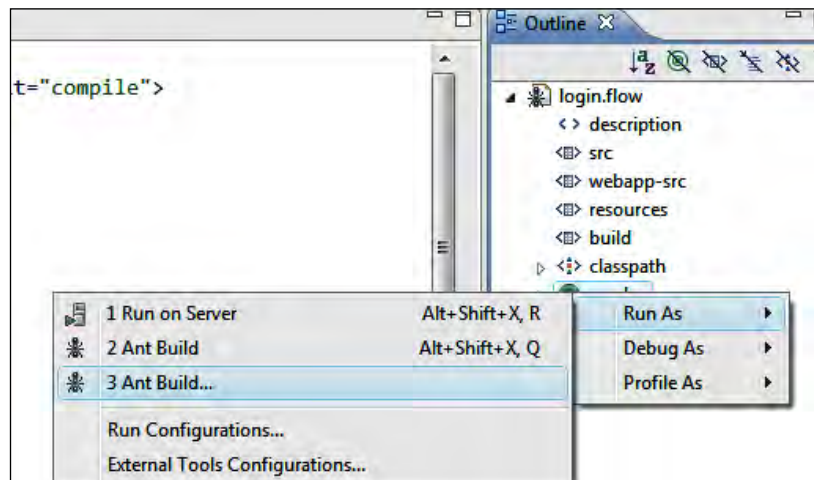 Outline
t="compile">
login.flow
description
src
webapp-src
resources
build
classpath
1 Run on Server Alt+Shift+X, R
2 Ant Build Alt+Shift+X, Q
3 Ant Build...
Run Configurations...
External Tools Configurations...
Run As
Debug As
Profile As